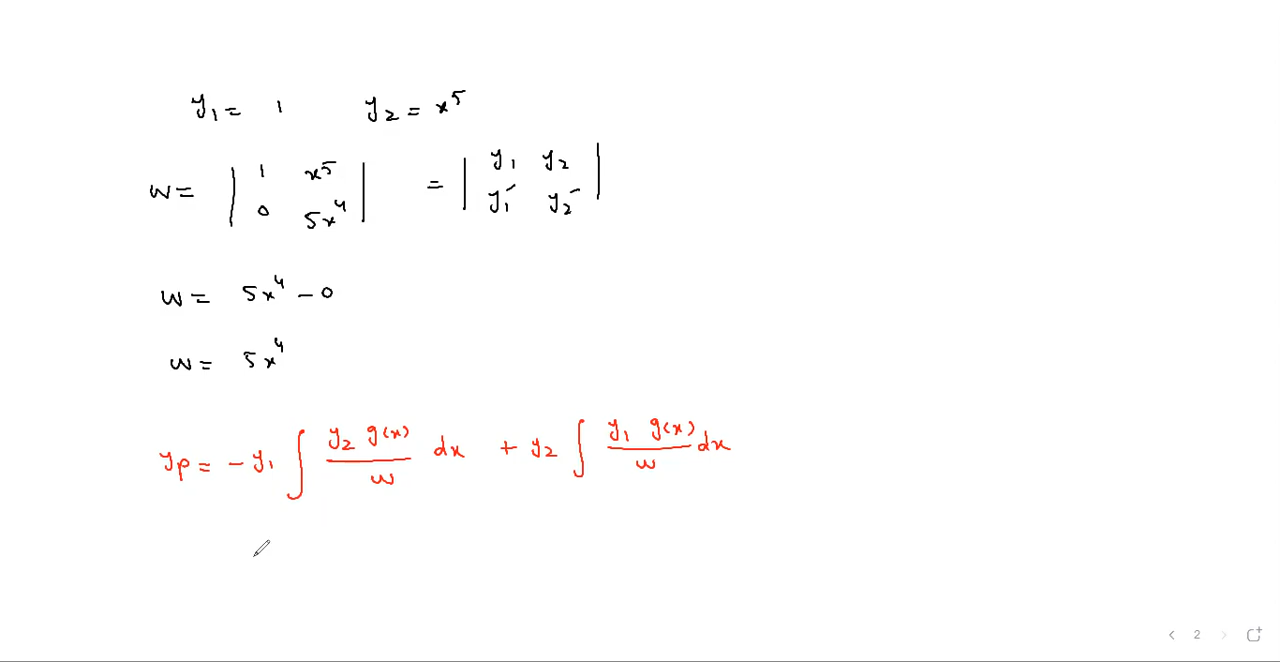 y₁ = 1 y₂ = x⁵
w = | 1 x⁵ | = | y₁ y₂ |
| 0 5x⁴ | | y₁′ y₂′ |
w = 5x⁴ – 0
w = 5x⁴
yp = – y₁ ∫ y₂ g(x) / w dx + y₂ ∫ y₁ g(x) / w dx
2